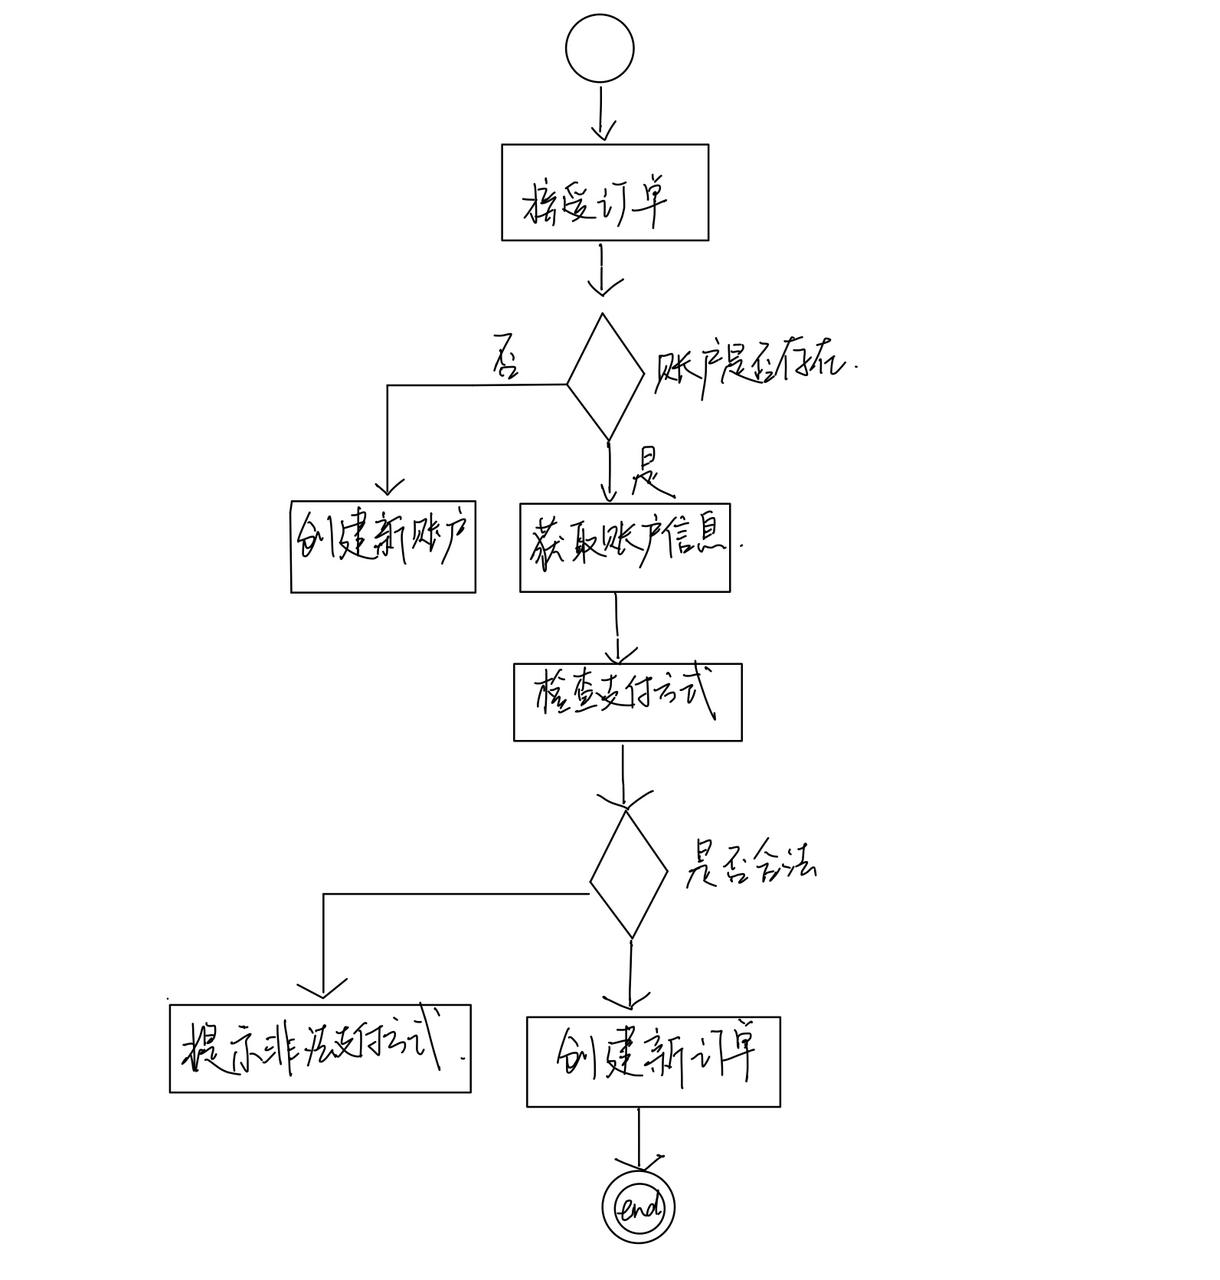 接受订单
否
账户是否存在.
是
创建新账户
获取账户信息.
检查支付方式
是否合法
提示非法支付方式.
创建新订单
end